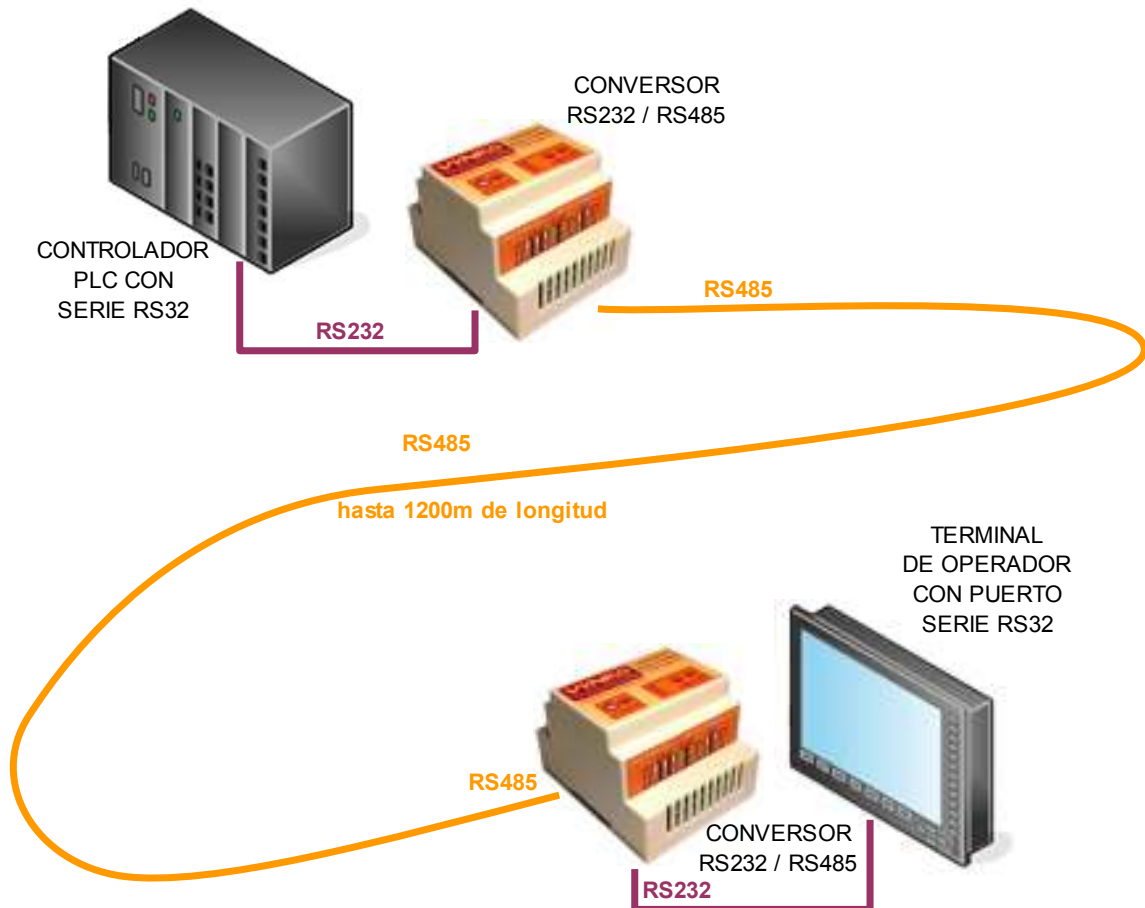 CONVERSOR
RS232 / RS485
CONTROLADOR
PLC CON
SERIE RS32
RS232
RS485
RS485
hasta 1200m de longitud
TERMINAL
DE OPERADOR
CON PUERTO
SERIE RS32
RS485
CONVERSOR
RS232 / RS485
RS232